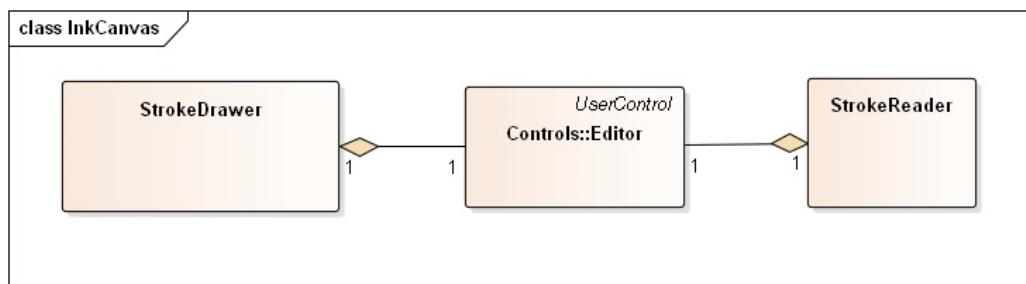 class InkCanvas
StrokeDrawer
UserControl
Controls::Editor
StrokeReader
1
1
1
1